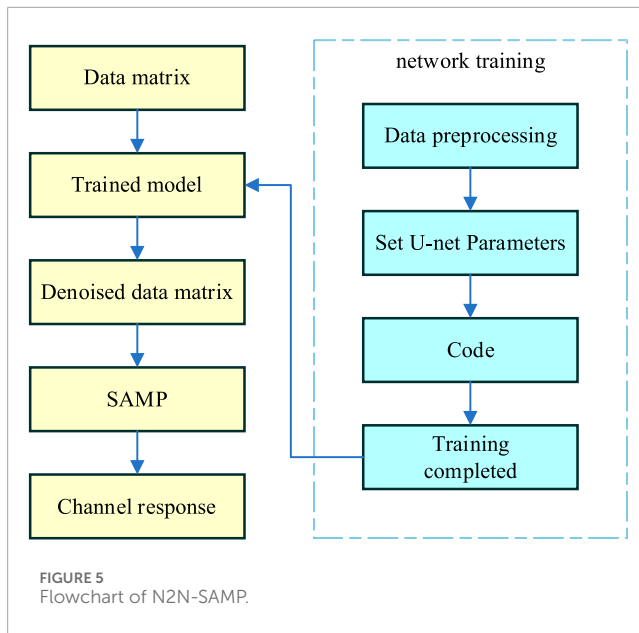 Data matrix
Trained model
Denoised data matrix
SAMP
Channel response
network training
Data preprocessing
Set U-net Parameters
Code
Training
completed
FIGURE 5
Flowchart of N2N-SAMP.